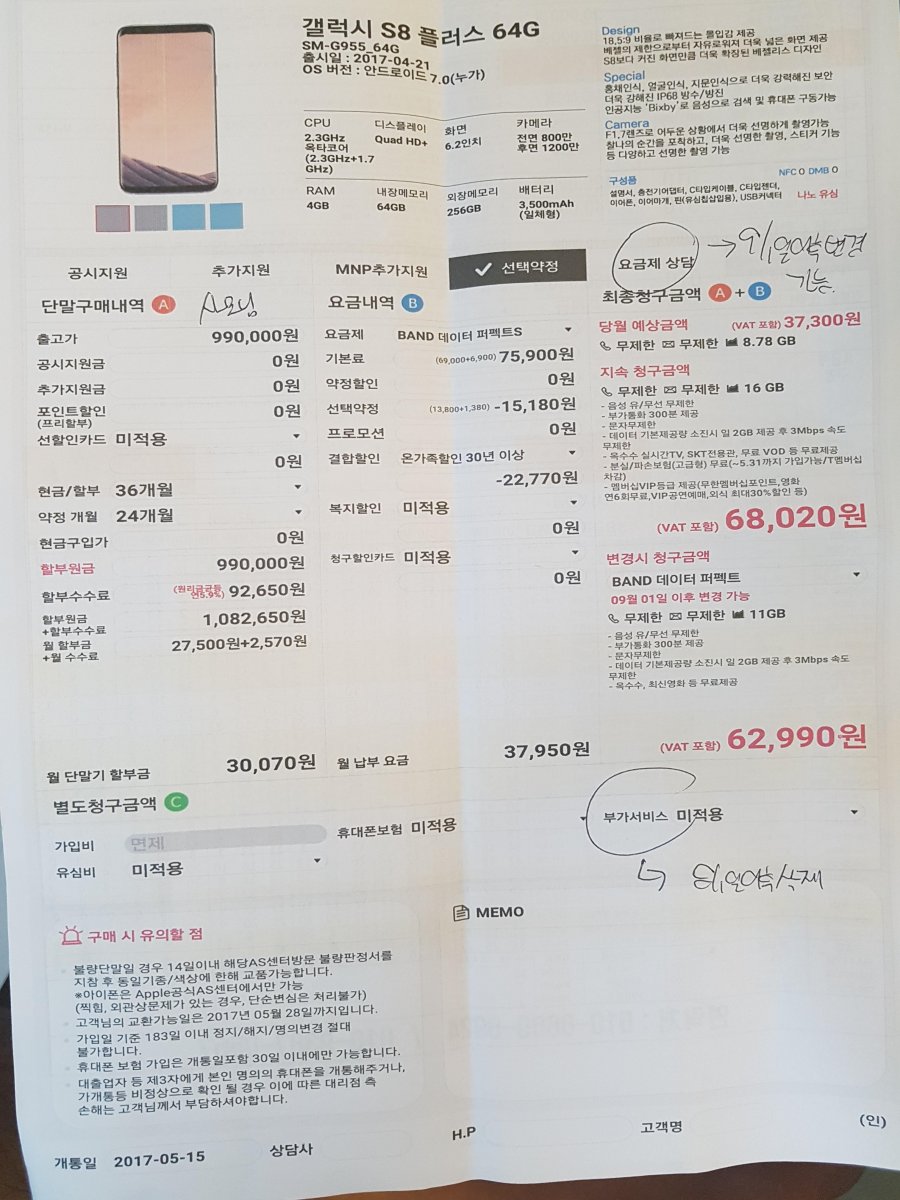 갤럭시 S8 플러스 64G
SM-G955_64G
출시일 : 2017-04-21
OS 버전 : 안드로이드 7.0(누가)
CPU
2.3GHz
옥타코어
(2.3GHz+1.7
GHz)
디스플레이
Quad HD+
화면
6.2인치
카메라
전면 800만
후면 1200만
RAM
4GB
내장메모리
64GB
외장메모리
256GB
배터리
3,500mAh
(일체형)
Design
18.5:9 비율로 빠져드는 몰입감 제공
베젤의 제한으로부터 자유로워져 더욱 넓은 화면 제공
S8보다 커진 화면만큼 더욱 확장된 베젤리스 디자인
Special
홍채인식, 얼굴인식, 지문인식으로 더욱 강력해진 보안
더욱 강해진 IP68 방수/방진
인공지능 'Bixby'로 음성으로 검색 및 휴대폰 구동가능
Camera
F1.7렌즈로 어두운 상황에서 더욱 선명하게 촬영가능
찰나의 순간을 포착하고, 더욱 선명한 촬영, 스티커 기능
등 다양하고 선명한 촬영 가능
NFC O DMB O
구성품
설명서, 충전기어댑터, C타입케이블, C타입젠더,
이어폰, 이어마개, 핀(유심칩삽입용), USB커넥터
나노 유심
공시지원 추가지원 MNP추가지원 선택약정
요금제 상담 → 9/1일이후변경
가능.
단말구매내역 A
출고가 990,000원
공시지원금 0원
추가지원금 0원
포인트할인
(프리할부) 0원
선할인카드 미적용
0원
현금/할부 36개월
약정 개월 24개월
현금구입가 0원
할부원금 990,000원
할부수수료 (원리금균등
연5.9%) 92,650원
할부원금
+할부수수료 1,082,650원
월 할부금
+월 수수료 27,500원+2,570원
월 단말기 할부금 30,070원
요금내역 B
요금제 BAND 데이터 퍼펙트S
기본료 (69,000+6,900) 75,900원
약정할인 0원
선택약정 (13,800+1,380) -15,180원
프로모션 0원
결합할인 온가족할인 30년 이상
-22,770원
복지할인 미적용
0원
청구할인카드 미적용
0원
월 납부 요금 37,950원
최종청구금액 A + B
당월 예상금액 (VAT 포함) 37,300원
무제한 무제한 8.78 GB
지속 청구금액
무제한 무제한 16 GB
- 음성 유/무선 무제한
- 부가통화 300분 제공
- 문자무제한
- 데이터 기본제공량 소진시 일 2GB 제공 후 3Mbps 속도
무제한
- 옥수수 실시간TV, SKT전용관, 무료 VOD 등 무료제공
- 분실/파손보험(고급형) 무료(~5.31까지 가입가능/T멤버십
차감)
- 멤버십VIP등급 제공(무한멤버십포인트,영화
연6회무료,VIP공연예매,외식 최대30%할인 등)
(VAT 포함) 68,020원
변경시 청구금액
BAND 데이터 퍼펙트
09월 01일 이후 변경 가능
무제한 무제한 11GB
- 음성 유/무선 무제한
- 부가통화 300분 제공
- 문자무제한
- 데이터 기본제공량 소진시 일 2GB 제공 후 3Mbps 속도
무제한
- 옥수수, 최신영화 등 무료제공
(VAT 포함) 62,990원
별도청구금액 C
가입비 면제
휴대폰보험 미적용
부가서비스 미적용
유심비 미적용
구매 시 유의할 점
불량단말일 경우 14일이내 해당AS센터방문 불량판정서를
지참 후 동일기종/색상에 한해 교품가능합니다.
※아이폰은 Apple공식AS센터에서만 가능
(찍힘, 외관상문제가 있는 경우, 단순변심은 처리불가)
고객님의 교환가능일은 2017년 05월 28일까지입니다.
가입일 기준 183일 이내 정지/해지/명의변경 절대
불가합니다.
휴대폰 보험 가입은 개통일포함 30일 이내에만 가능합니다.
대출업자 등 제3자에게 본인 명의의 휴대폰을 개통해주거나,
가개통등 비정상으로 확인 될 경우 이에 따른 대리점 측
손해는 고객님께서 부담하셔야합니다.
MEMO
개통일 2017-05-15 상담사 H.P 고객명 (인)